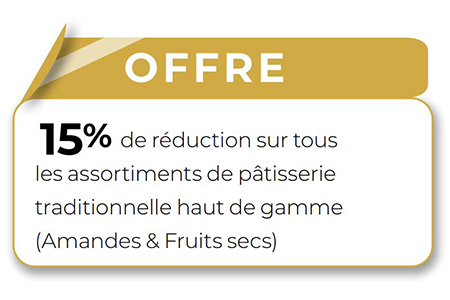 OFFRE
15% de réduction sur tous
les assortiments de pâtisserie
traditionnelle haut de gamme
(Amandes & Fruits secs)